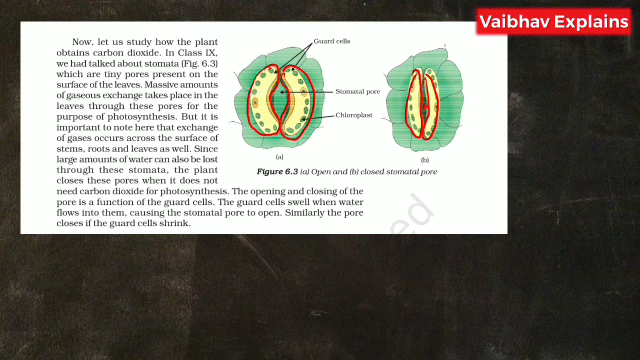 Vaibhav Explains
Now, let us study how the plant
obtains carbon dioxide. In Class IX,
we had talked about stomata (Fig. 6.3)
which are tiny pores present on the
surface of the leaves. Massive amounts
of gaseous exchange takes place in the
leaves through these pores for the
purpose of photosynthesis. But it is
important to note here that exchange
of gases occurs across the surface of
stems, roots and leaves as well. Since
large amounts of water can also be lost
through these stomata, the plant
closes these pores when it does not
need carbon dioxide for photosynthesis. The opening and closing of the
pore is a function of the guard cells. The guard cells swell when water
flows into them, causing the stomatal pore to open. Similarly the pore
closes if the guard cells shrink.
Guard cells
Stomatal pore
Chloroplast
(a)
(b)
Figure 6.3 (a) Open and (b) closed stomatal pore